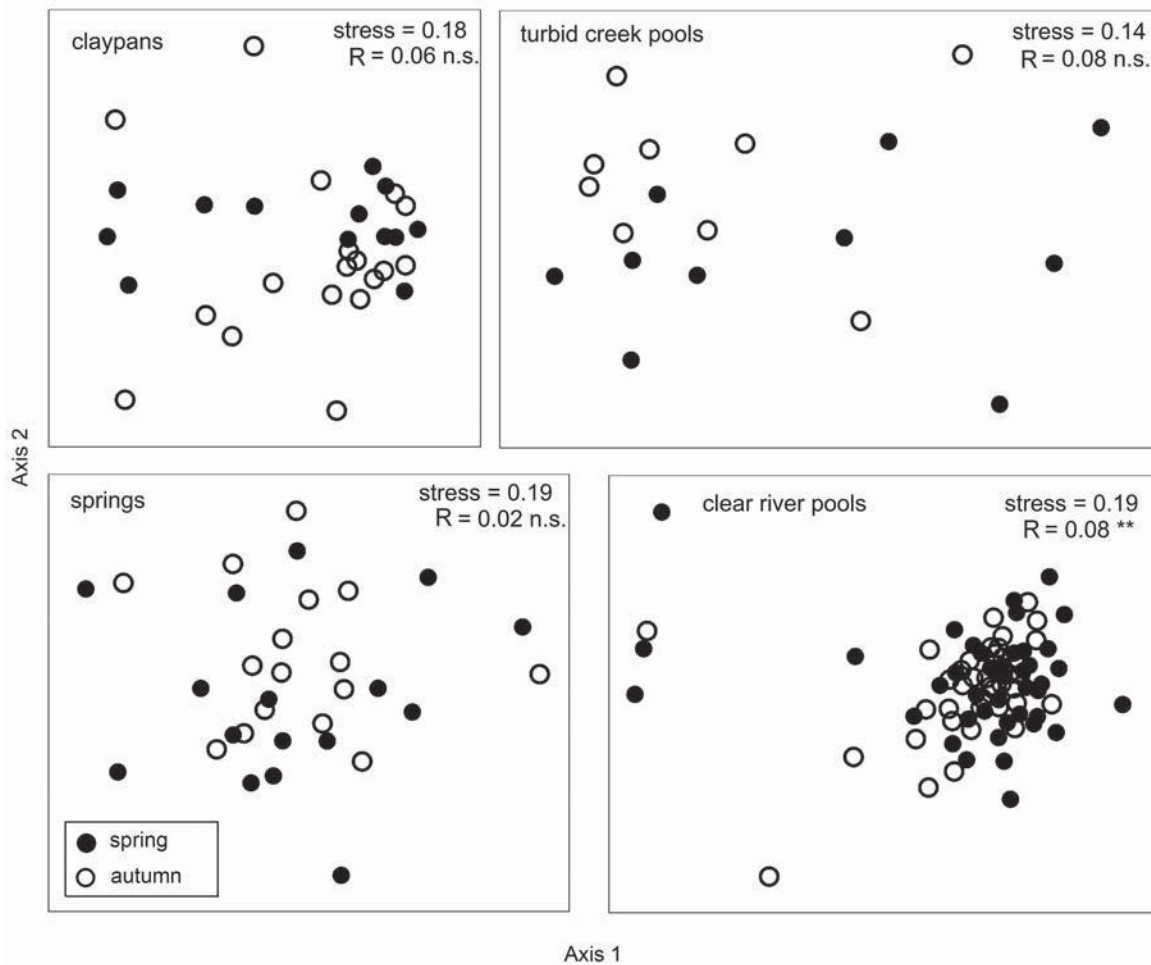 claypans
stress = 0.18
R = 0.06 n.s.
turbid creek pools
stress = 0.14
R = 0.08 n.s.
Axis 2
springs
stress = 0.19
R = 0.02 n.s.
clear river pools
stress = 0.19
R = 0.08 **
spring
autumn
Axis 1